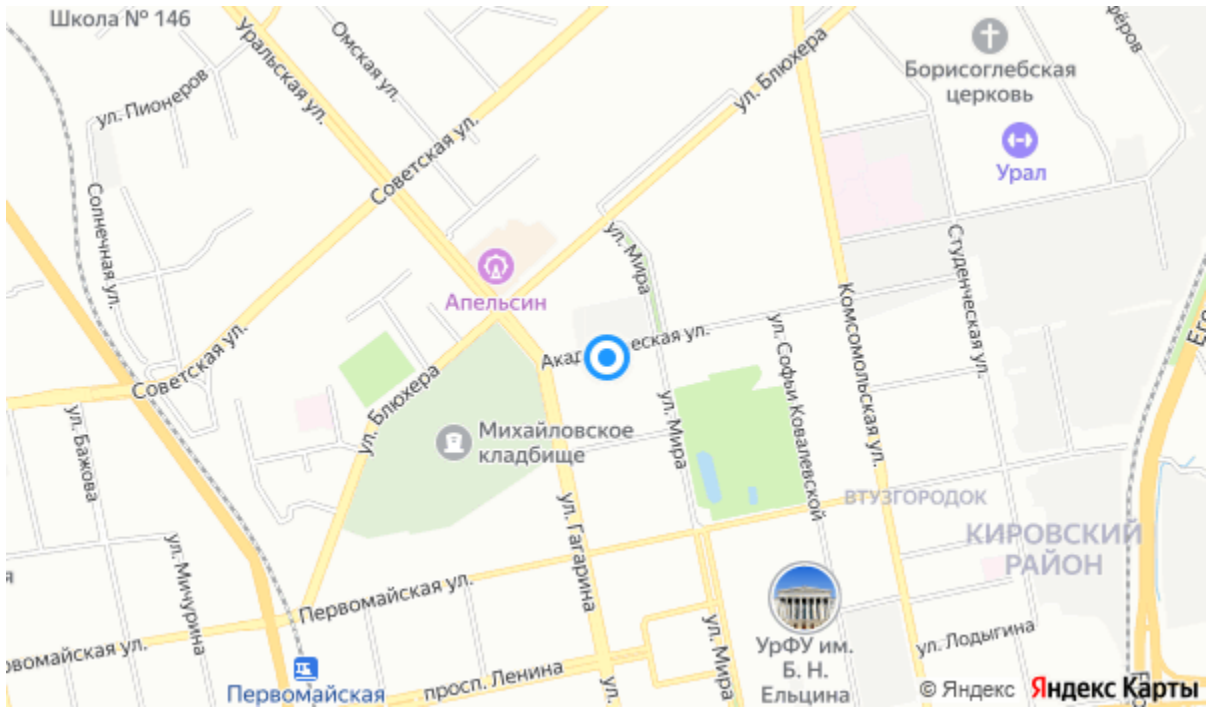 Школа № 146
Уральская ул.
Омская ул.
ул. Пионеров
ул. Блюхера
Борисоглебская
церковь
Урал
Советская ул.
Солнечная ул.
ул. Мира
Студенческая ул.
Апельсин
Комсомольская ул.
ул. Софьи Ковалевской
Советская ул.
ул. Блюхера
ул. Мира
Михайловское
кладбище
ул. Бажова
ВТУЗГОРОДОК
КИРОВСКИЙ
РАЙОН
ул. Гагарина
ул. Мичурина
Первомайская ул.
УрФУ им.
Б. Н.
Ельцина
ул. Мира
ул. Лодыгина
просп. Ленина
ул.
Первомайская
© Яндекс Яндекс Карты